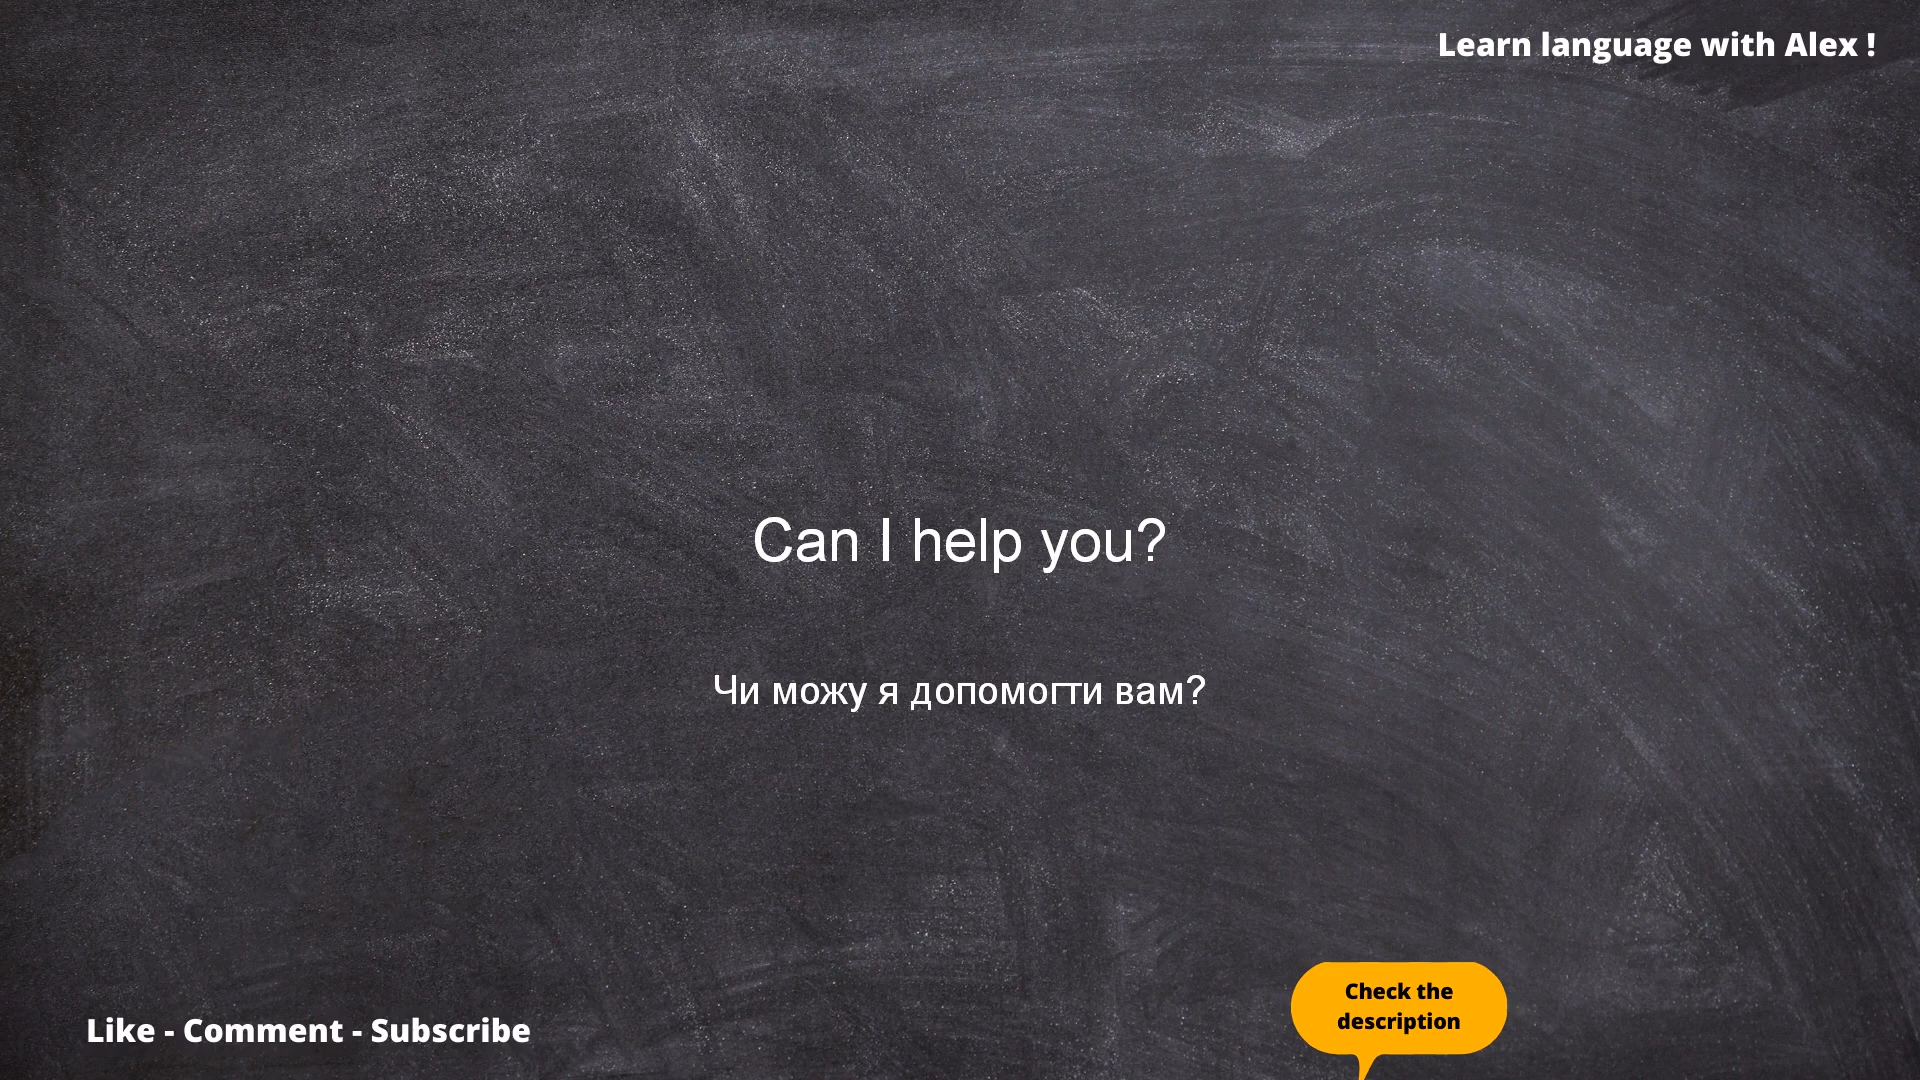 Learn language with Alex !
Can I help you?
Чи можу я допомогти вам?
Check the
description
Like - Comment - Subscribe